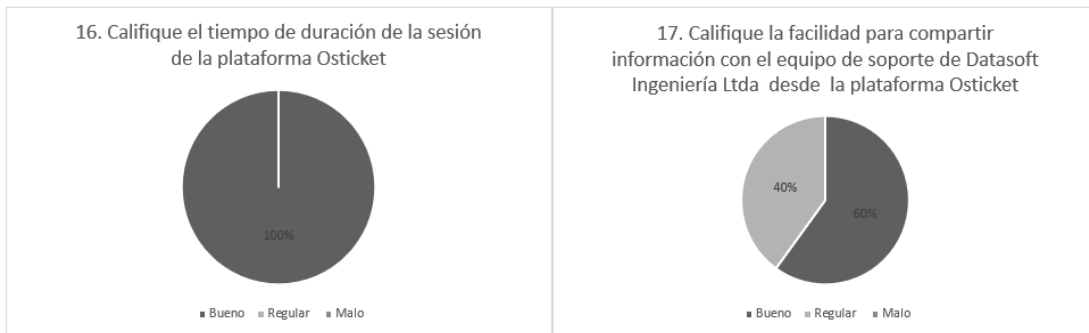 16. Califique el tiempo de duración de la sesión
de la plataforma Osticket
100%
Bueno Regular Malo
17. Califique la facilidad para compartir
información con el equipo de soporte de Datasoft
Ingeniería Ltda desde la plataforma Osticket
40%
60%
Bueno Regular Malo